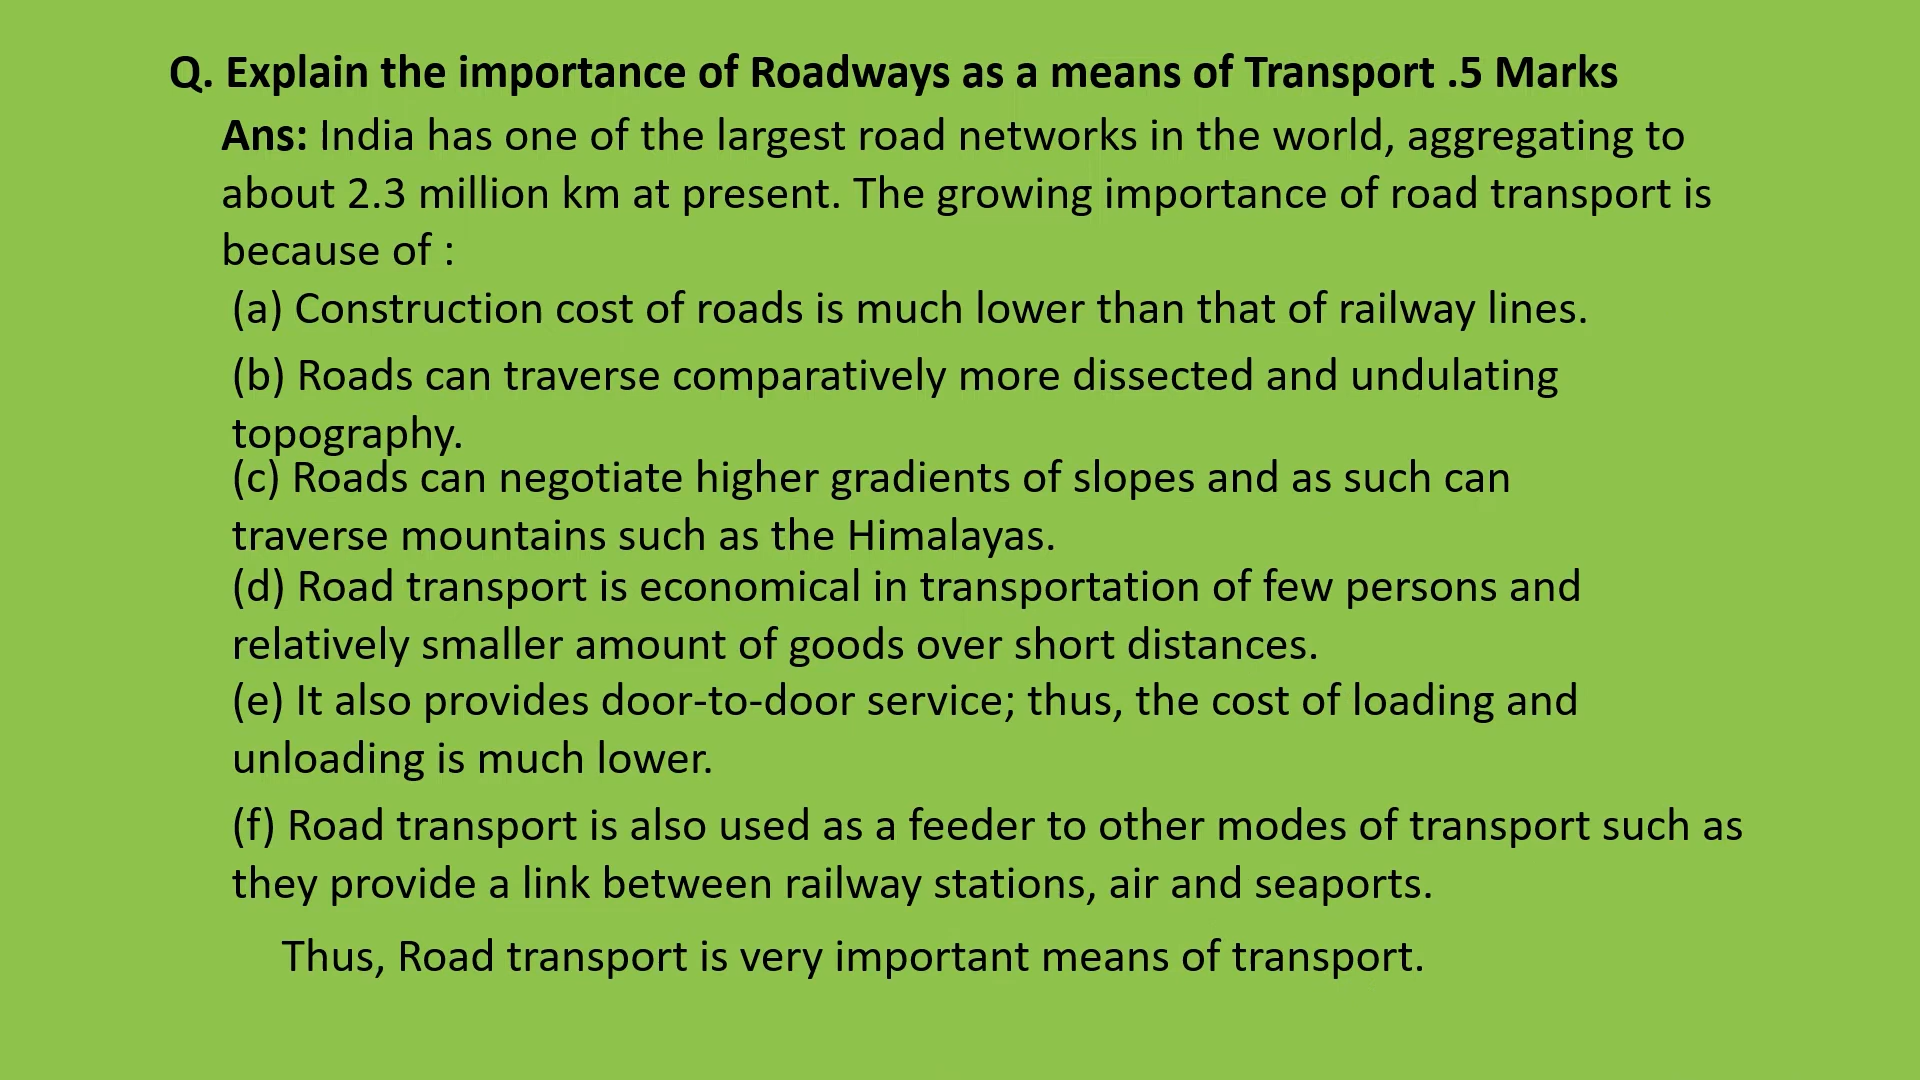 Q. Explain the importance of Roadways as a means of Transport .5 Marks
Ans: India has one of the largest road networks in the world, aggregating to
about 2.3 million km at present. The growing importance of road transport is
because of :
(a) Construction cost of roads is much lower than that of railway lines.
(b) Roads can traverse comparatively more dissected and undulating
topography.
(c) Roads can negotiate higher gradients of slopes and as such can
traverse mountains such as the Himalayas.
(d) Road transport is economical in transportation of few persons and
relatively smaller amount of goods over short distances.
(e) It also provides door-to-door service; thus, the cost of loading and
unloading is much lower.
(f) Road transport is also used as a feeder to other modes of transport such as
they provide a link between railway stations, air and seaports.
Thus, Road transport is very important means of transport.